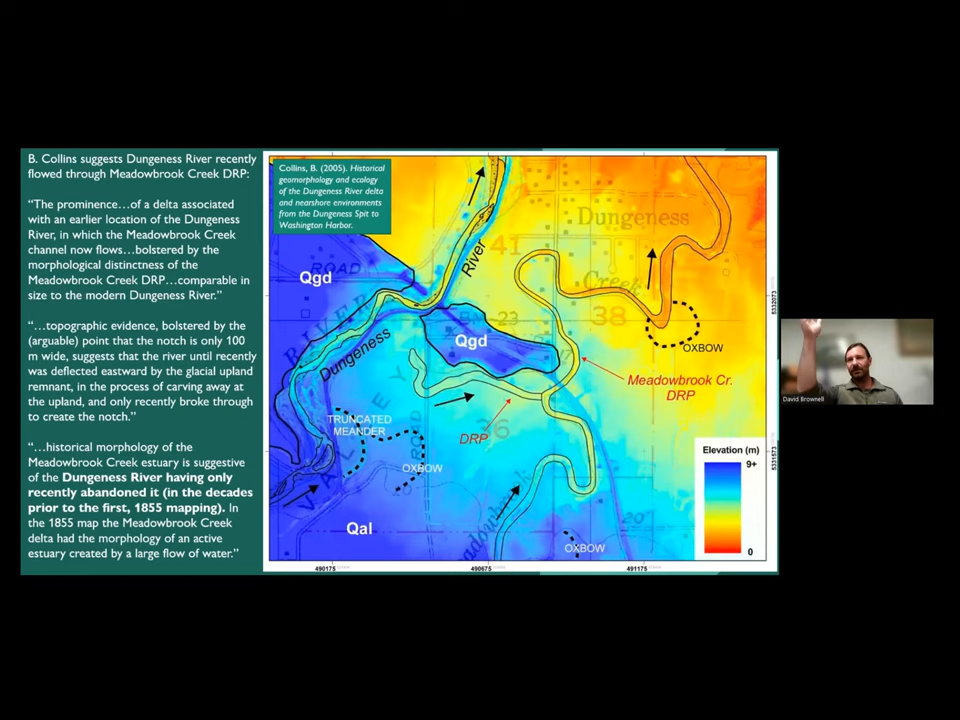 B. Collins suggests Dungeness River recently
flowed through Meadowbrook Creek DRP:
“The prominence…of a delta associated
with an earlier location of the Dungeness
River, in which the Meadowbrook Creek
channel now flows…bolstered by the
morphological distinctness of the
Meadowbrook Creek DRP…comparable in
size to the modern Dungeness River.”
“…topographic evidence, bolstered by the
(arguable) point that the notch is only 100
m wide, suggests that the river until recently
was deflected eastward by the glacial upland
remnant, in the process of carving away at
the upland, and only recently broke through
to create the notch.”
“…historical morphology of the
Meadowbrook Creek estuary is suggestive
of the Dungeness River having only
recently abandoned it (in the decades
prior to the first, 1855 mapping). In
the 1855 map the Meadowbrook Creek
delta had the morphology of an active
estuary created by a large flow of water.”
Collins, B. (2005). Historical
geomorphology and ecology
of the Dungeness River delta
and nearshore environments
from the Dungeness Spit to
Washington Harbor.
Dungeness
41
River
ROAD
Qgd
Creek
38
23
Qgd
OXBOW
Dungeness
Meadowbrook Cr.
DRP
ROAD
TRUNCATED
MEANDER
DRP
36
OXBOW
Elevation (m)
9+
0
Qal
20
OXBOW
490175
490675
491175
5332073
5331573
David Brownell